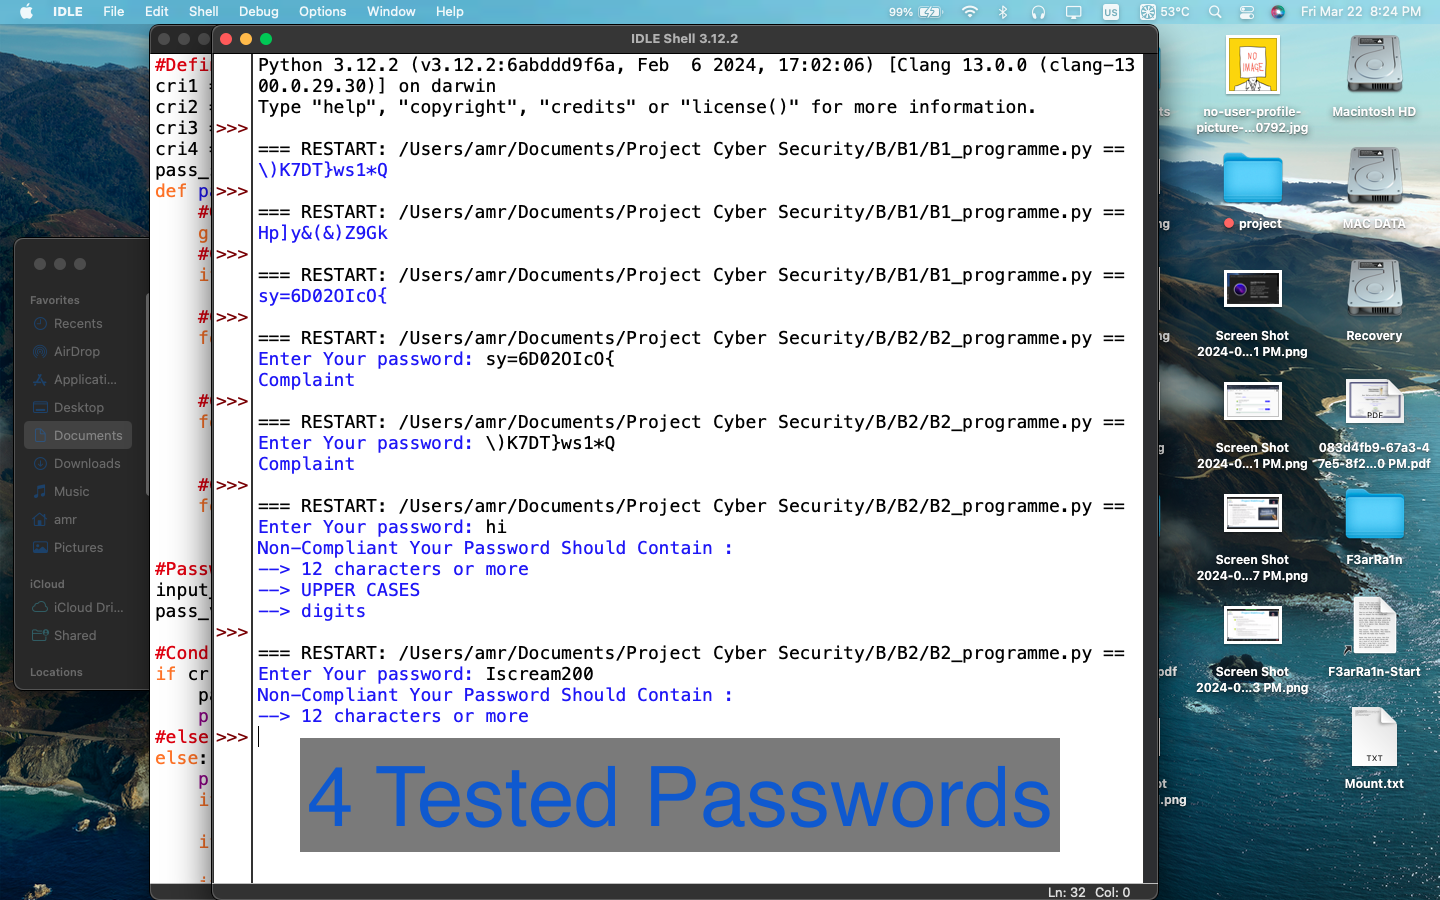 IDLE File Edit Shell Debug Options Window Help 99% US 53°C Fri Mar 22 8:24 PM
IDLE Shell 3.12.2
Python 3.12.2 (v3.12.2:6abddd9f6a, Feb  6 2024, 17:02:06) [Clang 13.0.0 (clang-13
00.0.29.30)] on darwin
Type "help", "copyright", "credits" or "license()" for more information.
>>>
=== RESTART: /Users/amr/Documents/Project Cyber Security/B/B1/B1_programme.py ==
\)K7DT}ws1*Q
>>>
=== RESTART: /Users/amr/Documents/Project Cyber Security/B/B1/B1_programme.py ==
Hp]y&(&)Z9Gk
>>>
=== RESTART: /Users/amr/Documents/Project Cyber Security/B/B1/B1_programme.py ==
sy=6D02OIcO{
>>>
=== RESTART: /Users/amr/Documents/Project Cyber Security/B/B2/B2_programme.py ==
Enter Your password: sy=6D02OIcO{
Complaint
>>>
=== RESTART: /Users/amr/Documents/Project Cyber Security/B/B2/B2_programme.py ==
Enter Your password: \)K7DT}ws1*Q
Complaint
>>>
=== RESTART: /Users/amr/Documents/Project Cyber Security/B/B2/B2_programme.py ==
Enter Your password: hi
Non-Compliant Your Password Should Contain :
--> 12 characters or more
--> UPPER CASES
--> digits
>>>
=== RESTART: /Users/amr/Documents/Project Cyber Security/B/B2/B2_programme.py ==
Enter Your password: Iscream200
Non-Compliant Your Password Should Contain :
--> 12 characters or more
>>>
4 Tested Passwords
Ln: 32 Col: 0
#Defi
cri1 =
cri2 =
cri3 =
cri4 =
pass_
def p
#Pass
input_
pass_
#Cond
if cr
pa
p
#else
else:
p
i
i
Favorites
Recents
AirDrop
Applicati...
Desktop
Documents
Downloads
Music
amr
Pictures
iCloud
iCloud Dri...
Shared
Locations
NO
IMAGE
no-user-profile-
picture-...0792.jpg
Macintosh HD
project
MAC DATA
Screen Shot
2024-0...1 PM.png
Recovery
Screen Shot
2024-0...1 PM.png
PDF
083d4fb9-67a3-4
7e5-8f2...0 PM.pdf
Screen Shot
2024-0...7 PM.png
F3arRa1n
Screen Shot
2024-0...3 PM.png
F3arRa1n-Start
TXT
Mount.txt